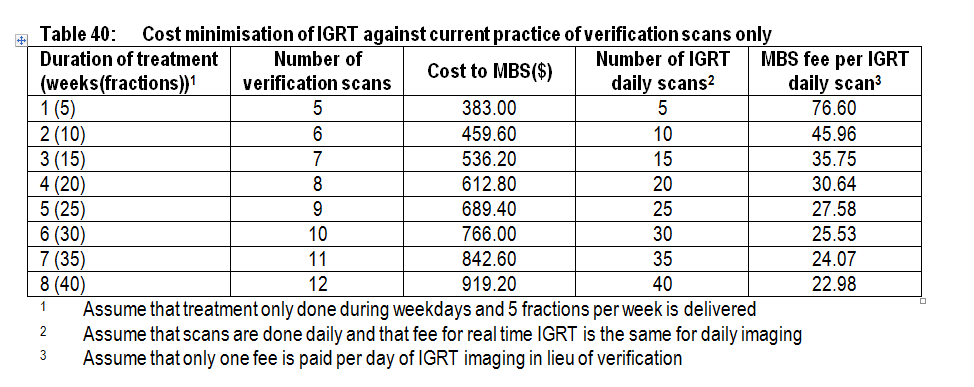 Table 40: Cost minimisation of IGRT against current practice of verification scans only
Duration of treatment (weeks(fractions))¹ Number of verification scans Cost to MBS($) Number of IGRT daily scans² MBS fee per IGRT daily scan³
1 (5) 5 383.00 5 76.60
2 (10) 6 459.60 10 45.96
3 (15) 7 536.20 15 35.75
4 (20) 8 612.80 20 30.64
5 (25) 9 689.40 25 27.58
6 (30) 10 766.00 30 25.53
7 (35) 11 842.60 35 24.07
8 (40) 12 919.20 40 22.98
¹ Assume that treatment only done during weekdays and 5 fractions per week is delivered
² Assume that scans are done daily and that fee for real time IGRT is the same for daily imaging
³ Assume that only one fee is paid per day of IGRT imaging in lieu of verification